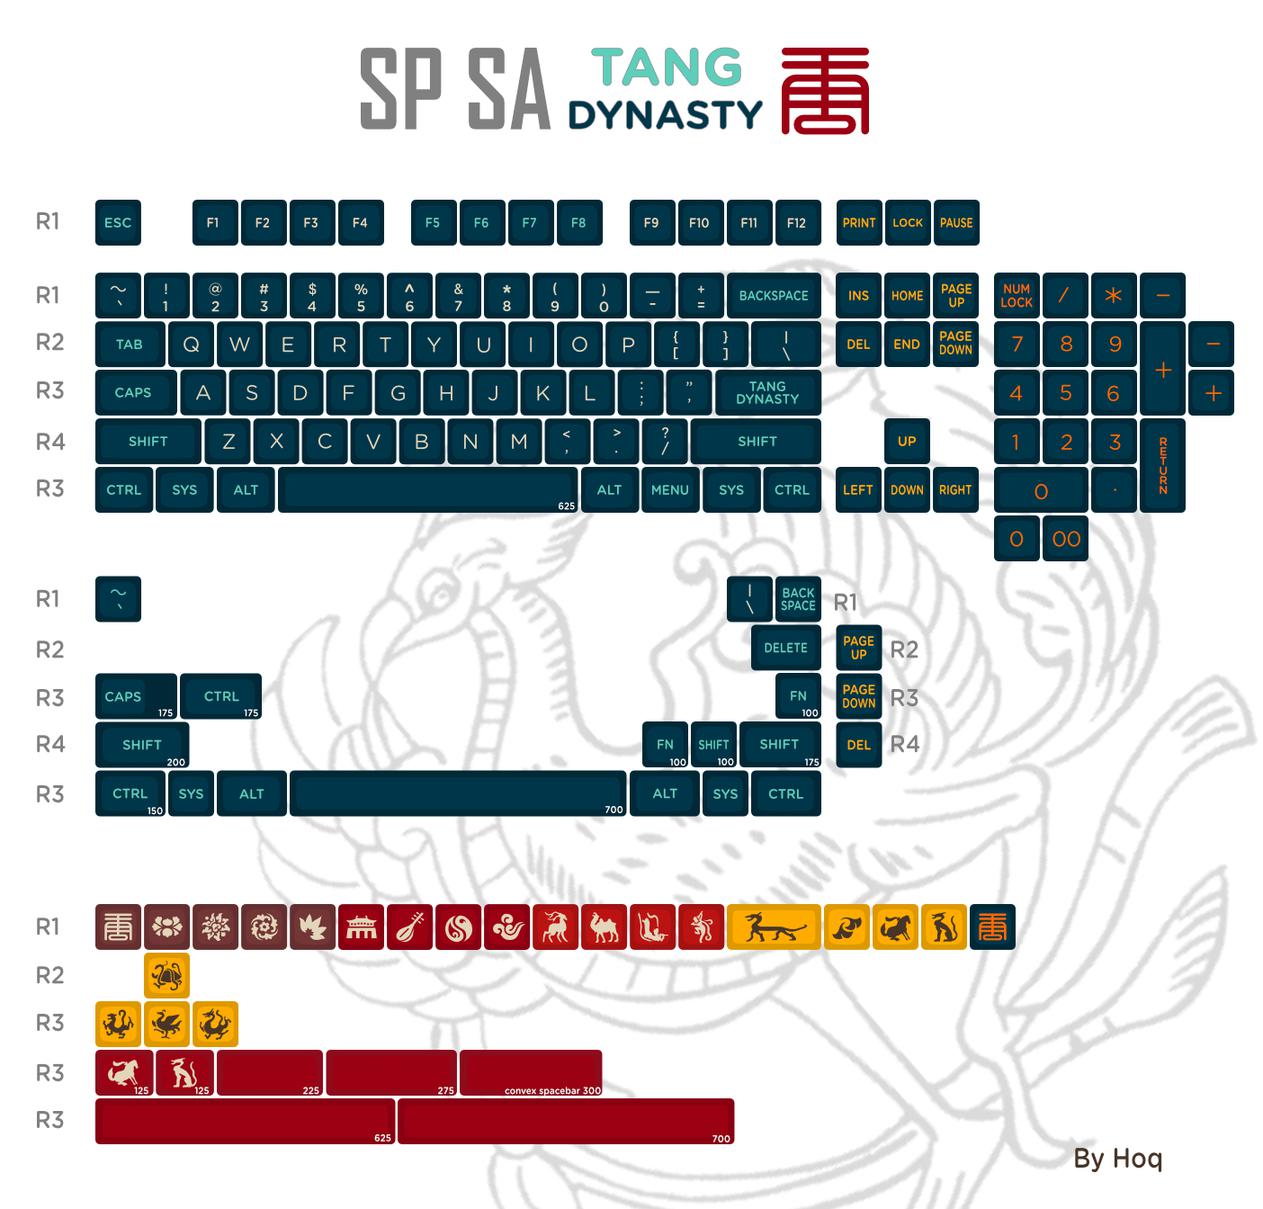 SP SA TANG DYNASTY 唐
R1 ESC F1 F2 F3 F4 F5 F6 F7 F8 F9 F10 F11 F12 PRINT LOCK PAUSE
R1 ~ ` ! 1 @ 2 # 3 $ 4 % 5 ^ 6 & 7 * 8 ( 9 ) 0 — - + = BACKSPACE INS HOME PAGE UP NUM LOCK / * −
R2 TAB Q W E R T Y U I O P { [ } ] | \ DEL END PAGE DOWN 7 8 9 + −
R3 CAPS A S D F G H J K L : ; ” ’ TANG DYNASTY 4 5 6 +
R4 SHIFT Z X C V B N M < , > . ? / SHIFT UP 1 2 3 RETURN
R3 CTRL SYS ALT 625 ALT MENU SYS CTRL LEFT DOWN RIGHT 0 .
0 00
R1 ~ ` | \ BACK SPACE R1
R2 DELETE PAGE UP R2
R3 CAPS 175 CTRL 175 FN 100 PAGE DOWN R3
R4 SHIFT 200 FN 100 SHIFT 100 SHIFT 175 DEL R4
R3 CTRL 150 SYS ALT 700 ALT SYS CTRL
R1 唐 唐
R2
R3
R3 125 125 225 275 convex spacebar 300
R3 625 700
By Hoq